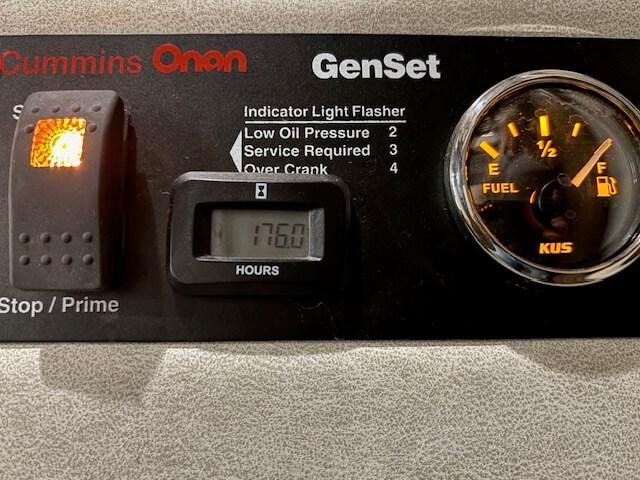 Cummins Onan
GenSet
S
Indicator Light Flasher
Low Oil Pressure 2
Service Required 3
Over Crank 4
176.0
HOURS
E 1/2 F
FUEL
KUS
Stop / Prime